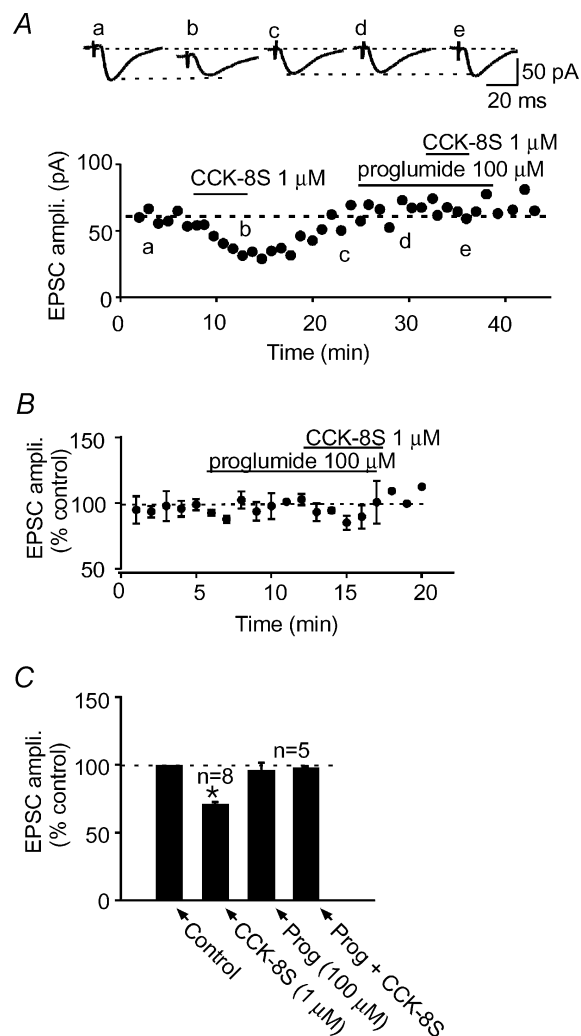 A
a b c d e
50 pA
20 ms
CCK-8S 1 μM
proglumide 100 μM
CCK-8S 1 μM
EPSC ampli. (pA)
100
50
0
a b c d e
0 10 20 30 40
Time (min)
B
CCK-8S 1 μM
proglumide 100 μM
EPSC ampli.
(% control)
150
100
50
0 5 10 15 20
Time (min)
C
EPSC ampli.
(% control)
150
100
50
0
n=8
*
n=5
Control
CCK-8S (1 μM)
Prog (100 μM)
Prog + CCK-8S